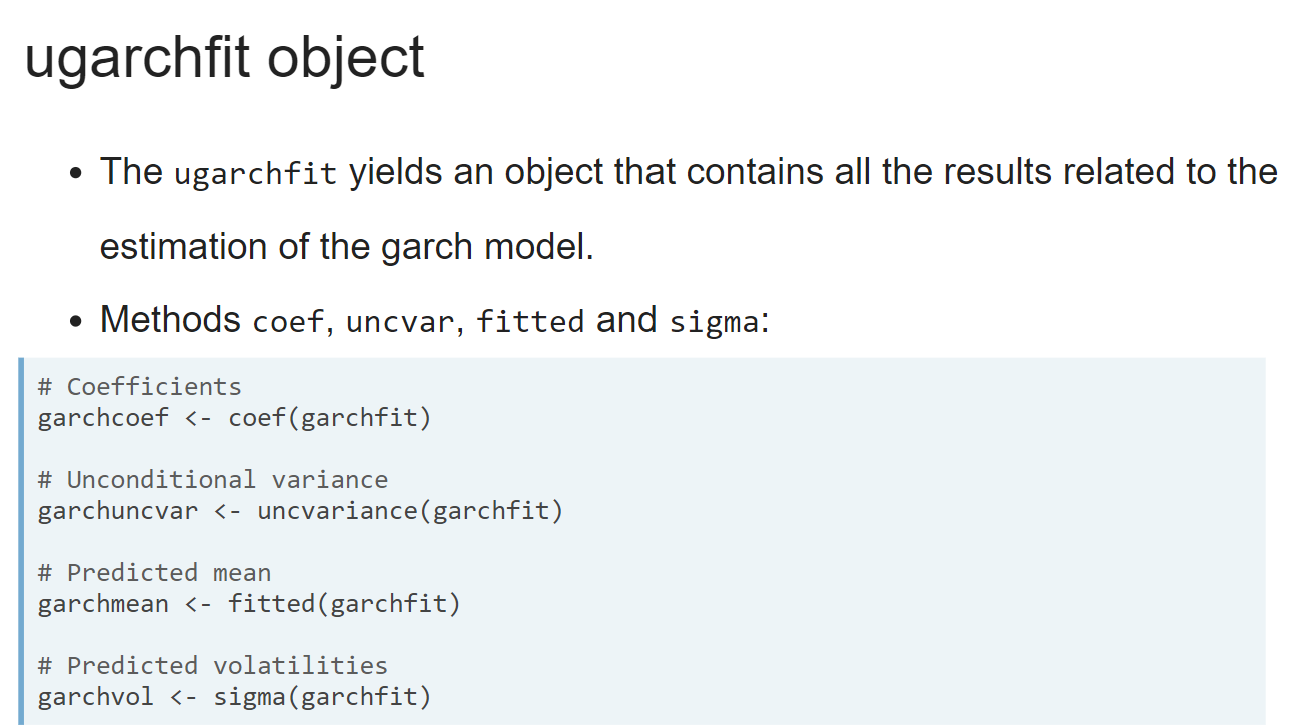 ugarchfit object
• The ugarchfit yields an object that contains all the results related to the
estimation of the garch model.
• Methods coef, uncvar, fitted and sigma:
# Coefficients
garchcoef <- coef(garchfit)
# Unconditional variance
garchuncvar <- uncvariance(garchfit)
# Predicted mean
garchmean <- fitted(garchfit)
# Predicted volatilities
garchvol <- sigma(garchfit)